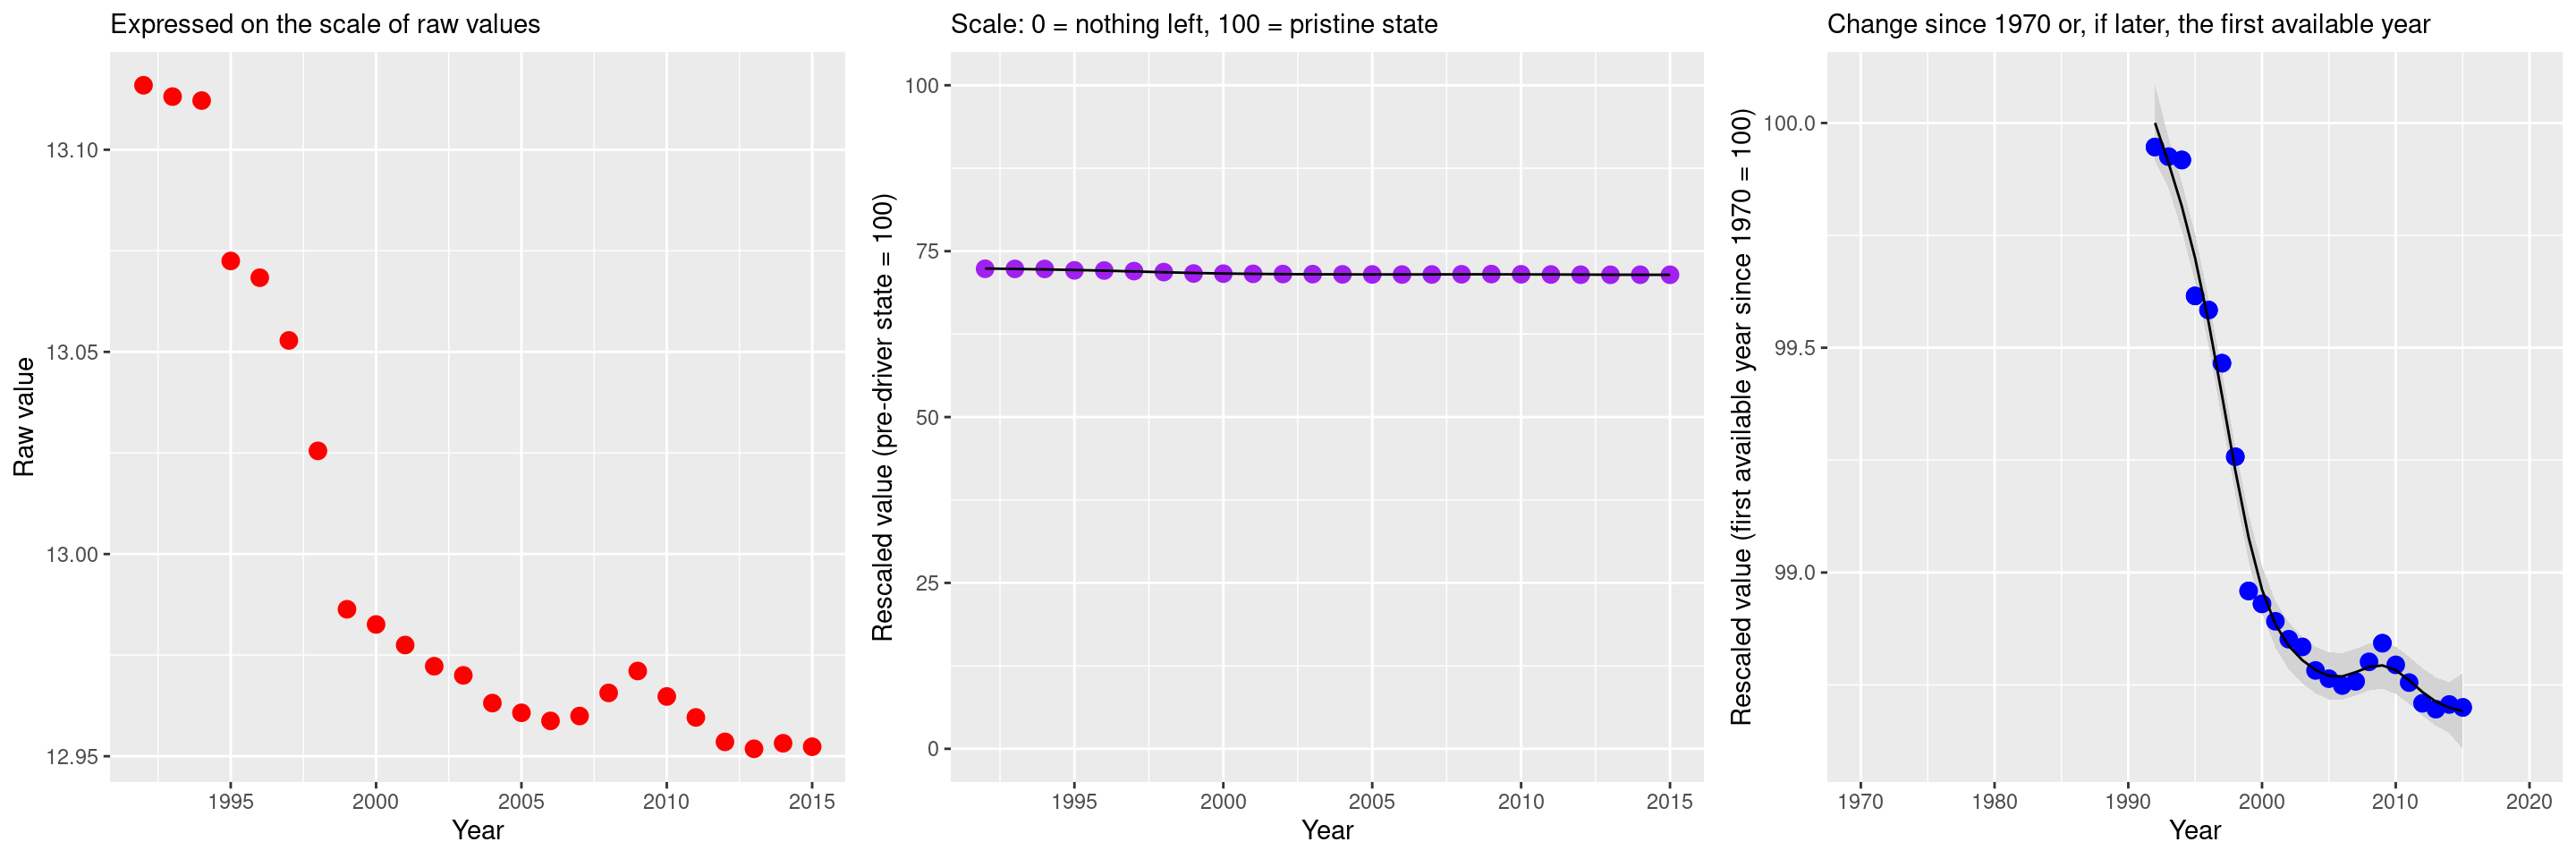 Expressed on the scale of raw values
Raw value
13.10
13.05
13.00
12.95
1995 2000 2005 2010 2015
Year
Scale: 0 = nothing left, 100 = pristine state
Rescaled value (pre-driver state = 100)
100
75
50
25
0
1995 2000 2005 2010 2015
Year
Change since 1970 or, if later, the first available year
Rescaled value (first available year since 1970 = 100)
100.0
99.5
99.0
1970 1980 1990 2000 2010 2020
Year